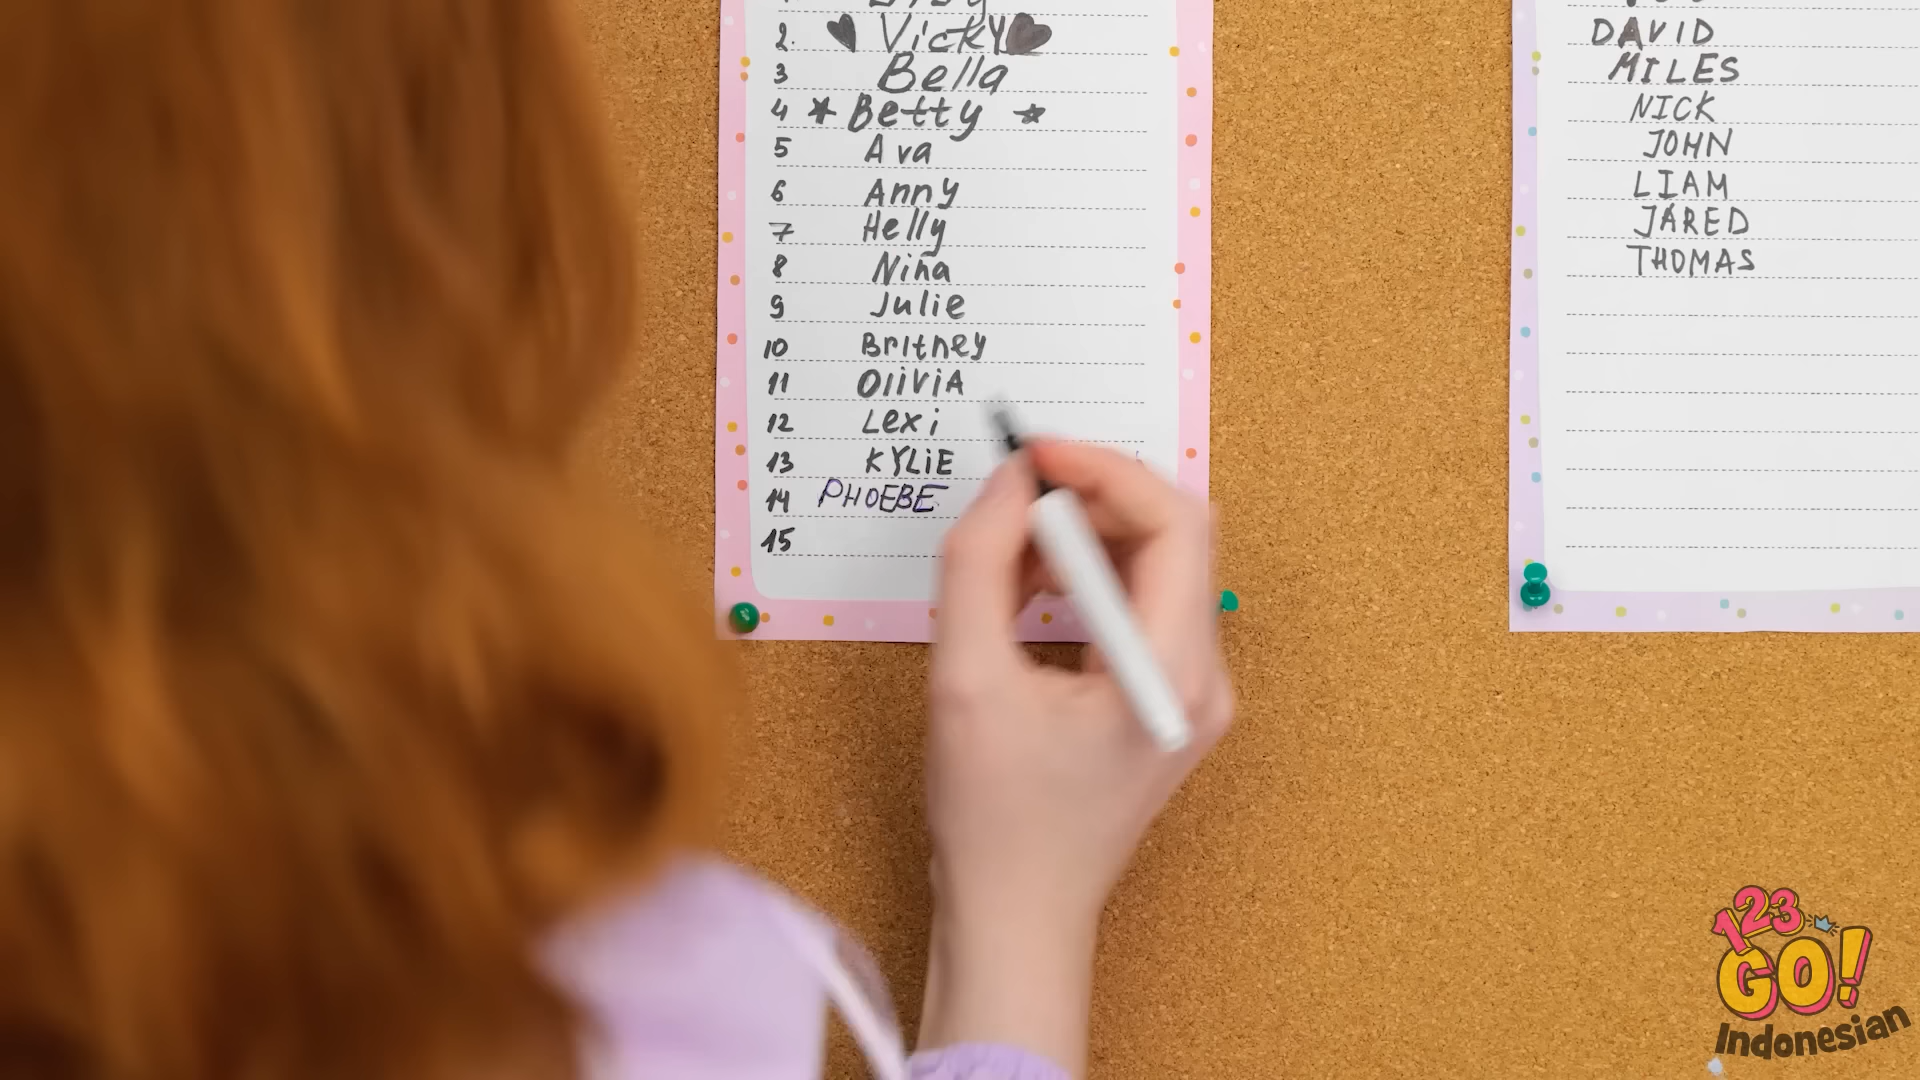 2. Vicky
3 Bella
4 * Betty *
5 Ava
6 Anny
7 Helly
8 Nina
9 Julie
10 Britney
11 OliViA
12 Lexi
13 KYLiE
14 PHOEBE
15
DAVID
MILES
NICK
JOHN
LIAM
JARED
THOMAS
123
GO!
Indonesian